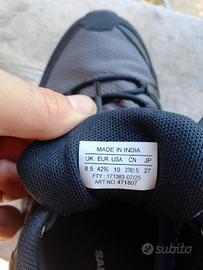 MADE IN INDIA
UK EUR USA CN JP
8.5 42⅔ 10 27(1.5) 27
FTY: 171383 07/25
ART NO. 471807
subito